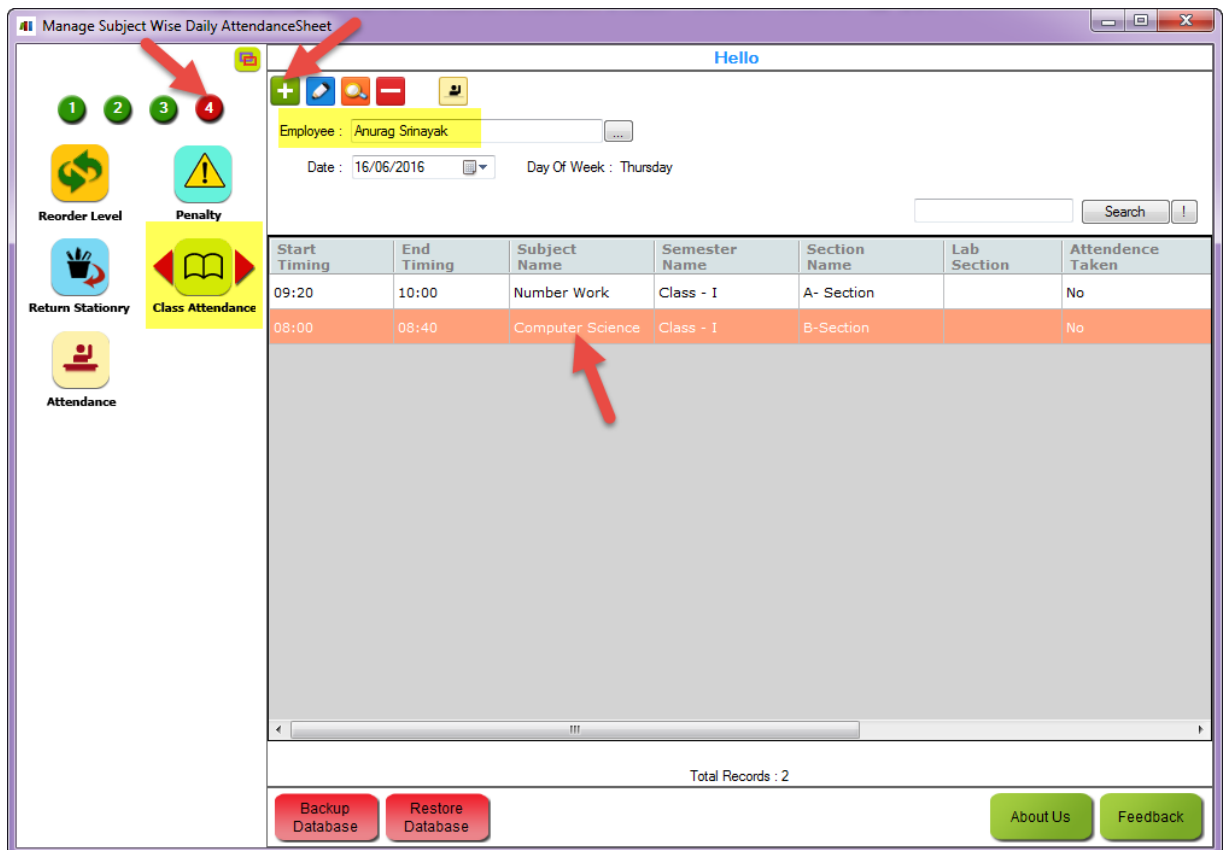 Manage Subject Wise Daily AttendanceSheet
Hello
1 2 3 4
Employee : Anurag Srinayak ...
Date : 16/06/2016 Day Of Week : Thursday
Reorder Level Penalty
Search !
Return Stationry Class Attendance
Attendance
Start Timing End Timing Subject Name Semester Name Section Name Lab Section Attendence Taken
09:20 10:00 Number Work Class - I A- Section No
08:00 08:40 Computer Science Class - I B-Section No
Total Records : 2
Backup Database Restore Database About Us Feedback